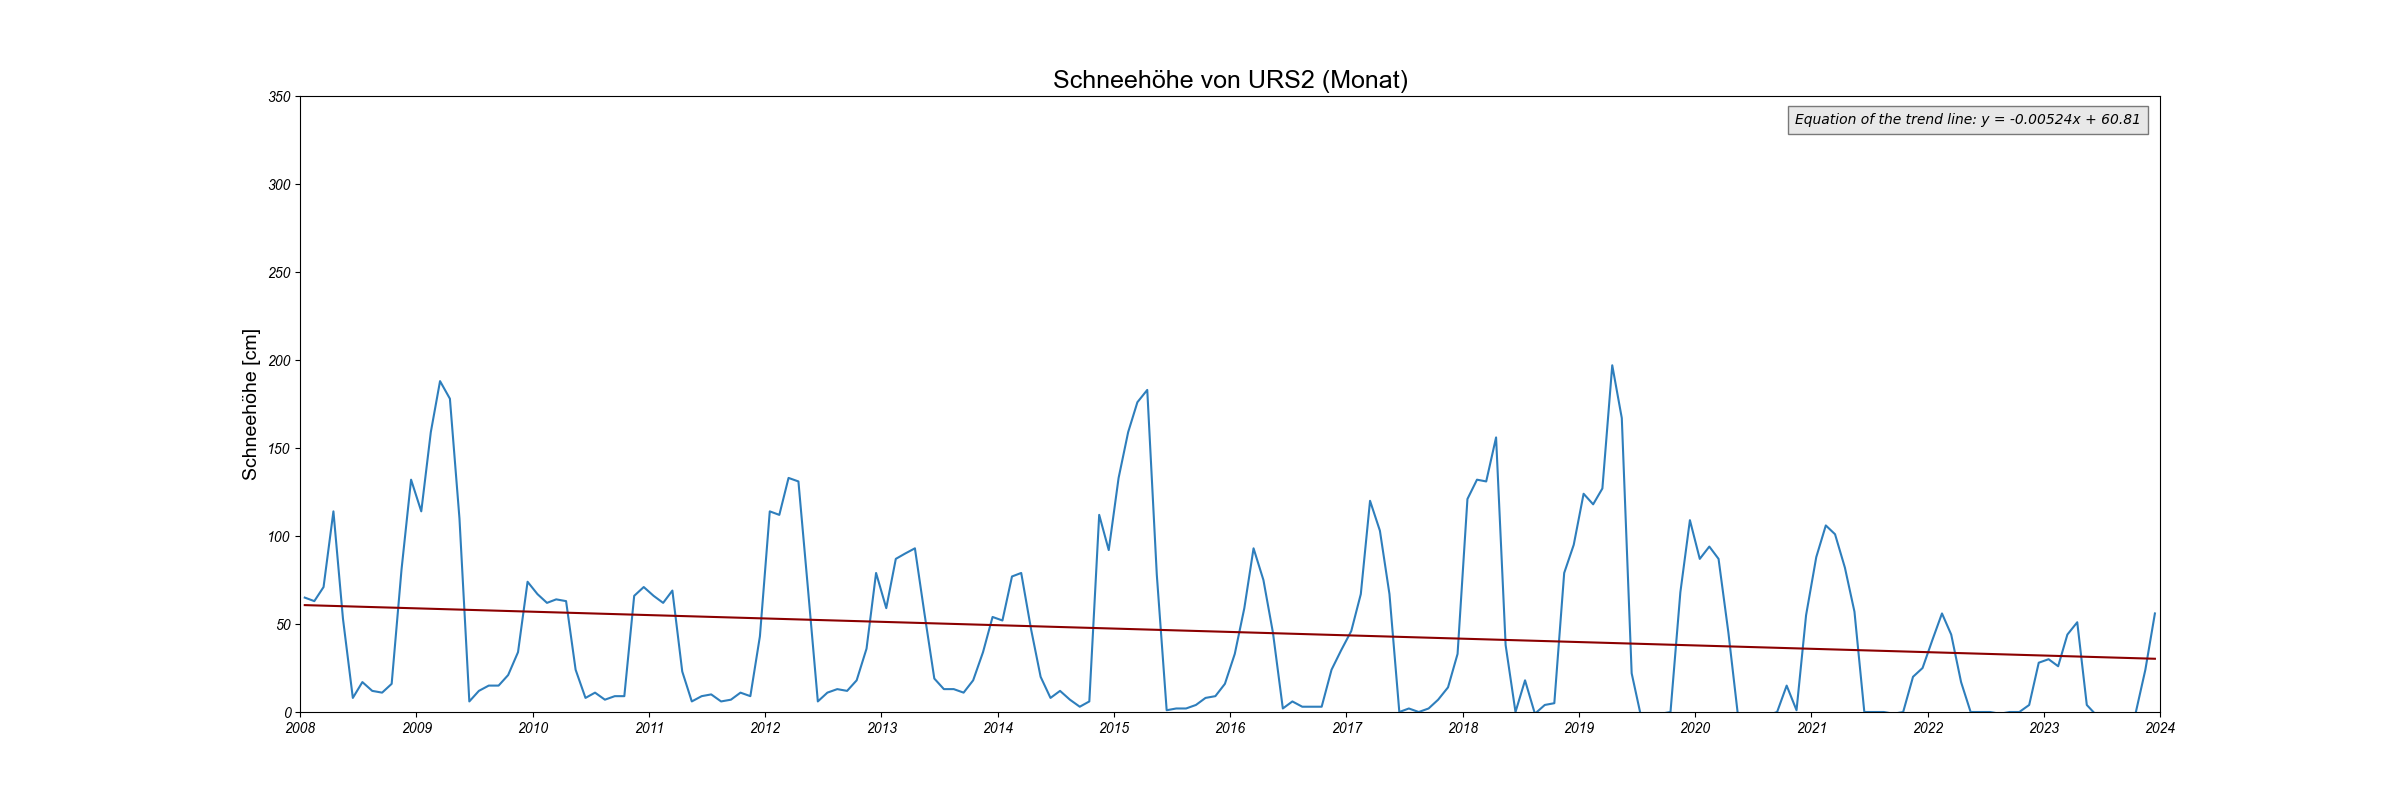 Schneehöhe von URS2 (Monat)
Equation of the trend line: y = -0.00524x + 60.81
Schneehöhe [cm]
350
300
250
200
150
100
50
0
2008 2009 2010 2011 2012 2013 2014 2015 2016 2017 2018 2019 2020 2021 2022 2023 2024